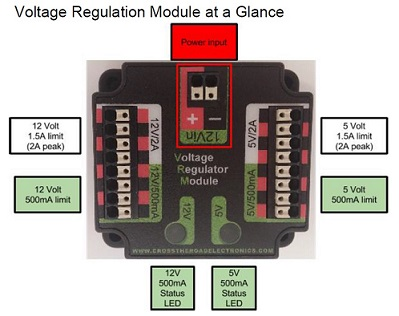 Voltage Regulation Module at a Glance
Power input
+ −
12Vin
12 Volt
1.5A limit
(2A peak)
12V/2A
5V/2A
5 Volt
1.5A limit
(2A peak)
Voltage
Regulator
Module
12 Volt
500mA limit
12V/500mA
5V/500mA
5 Volt
500mA limit
12V
5V
WWW.CROSSTHEROADELECTRONICS.COM
12V
500mA
Status
LED
5V
500mA
Status
LED